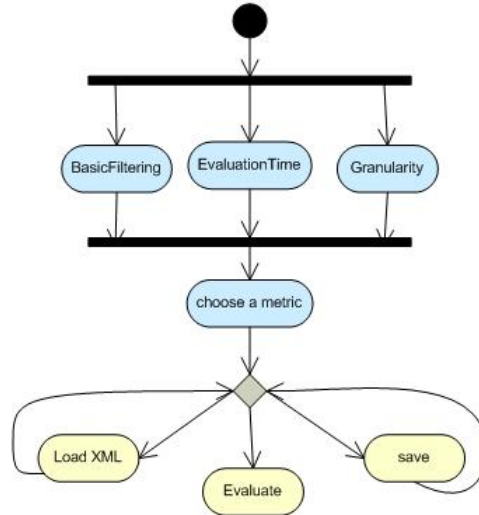 BasicFiltering
EvaluationTime
Granularity
choose a metric
Load XML
save
Evaluate